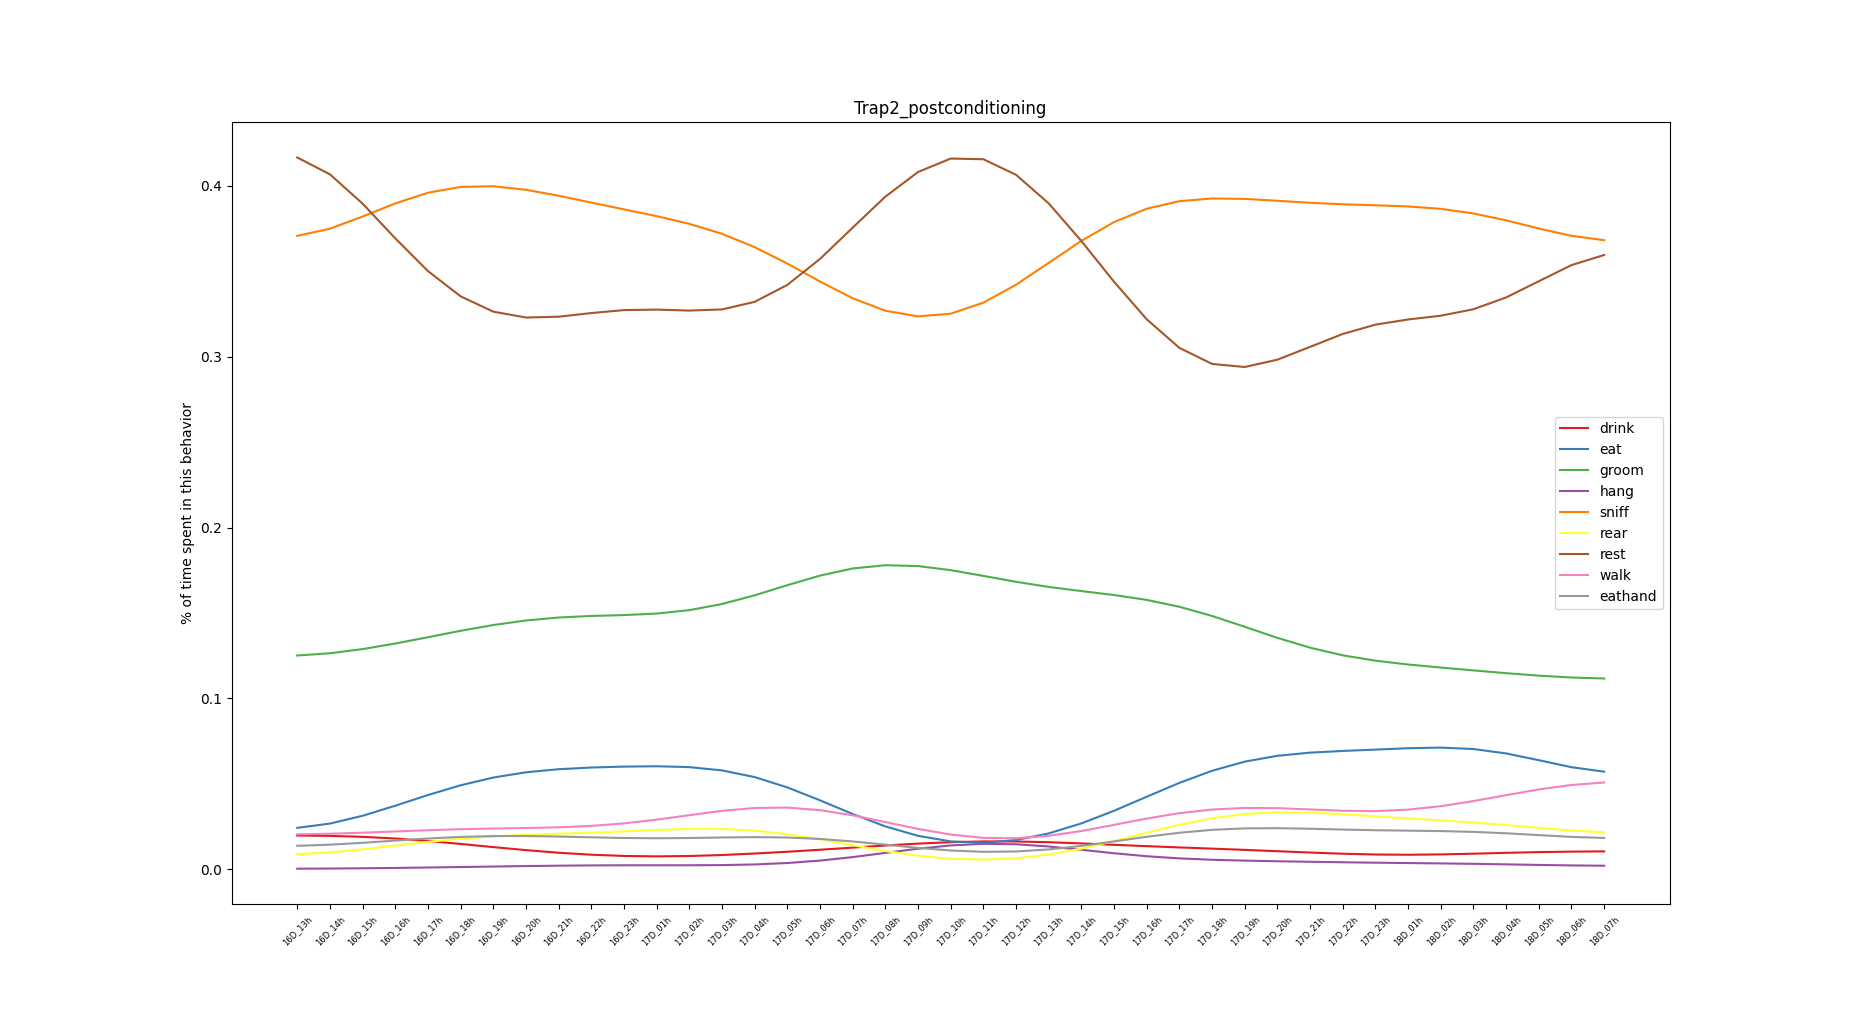 Trap2_postconditioning
% of time spent in this behavior
0.4
0.3
0.2
0.1
0.0
drink
eat
groom
hang
sniff
rear
rest
walk
eathand
16D_13h
16D_14h
16D_15h
16D_16h
16D_17h
16D_18h
16D_19h
16D_20h
16D_21h
16D_22h
16D_23h
17D_01h
17D_02h
17D_03h
17D_04h
17D_05h
17D_06h
17D_07h
17D_08h
17D_09h
17D_10h
17D_11h
17D_12h
17D_13h
17D_14h
17D_15h
17D_16h
17D_17h
17D_18h
17D_19h
17D_20h
17D_21h
17D_22h
17D_23h
18D_01h
18D_02h
18D_03h
18D_04h
18D_05h
18D_06h
18D_07h